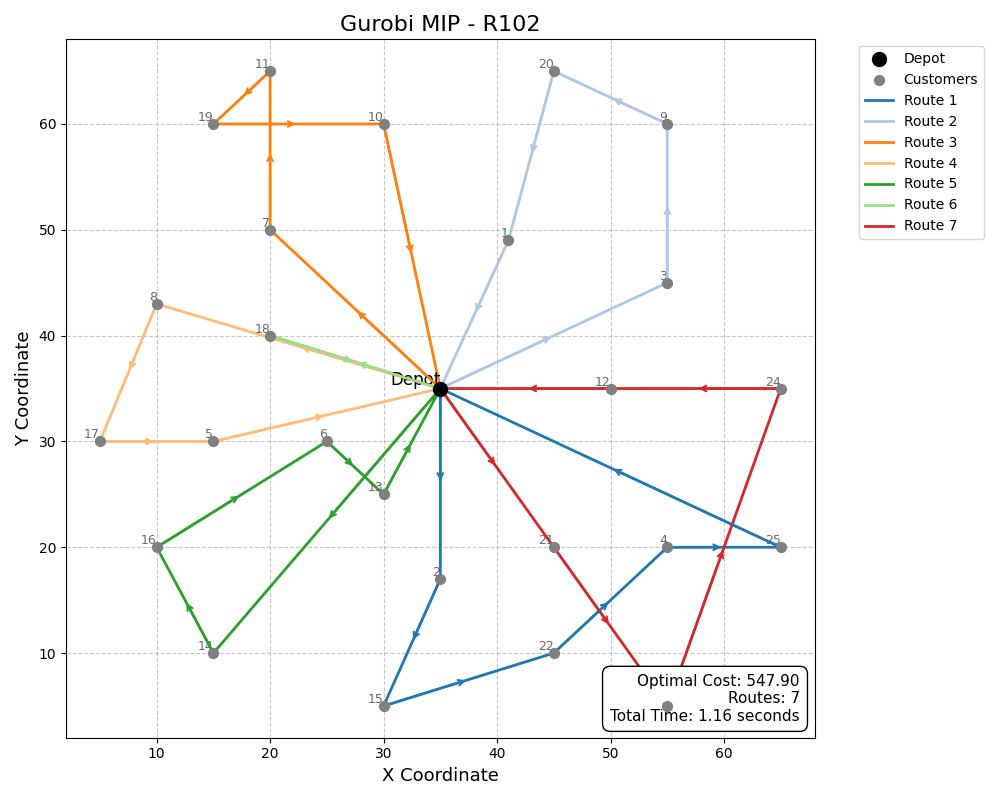 Gurobi MIP - R102
Depot
Customers
Route 1
Route 2
Route 3
Route 4
Route 5
Route 6
Route 7
Y Coordinate
60
50
40
30
20
10
11
20
19
10
9
7
1
3
8
18
Depot
12
24
17
5
6
13
16
21
4
25
2
14
22
15
Optimal Cost: 547.90
Routes: 7
Total Time: 1.16 seconds
10
20
30
40
50
60
X Coordinate